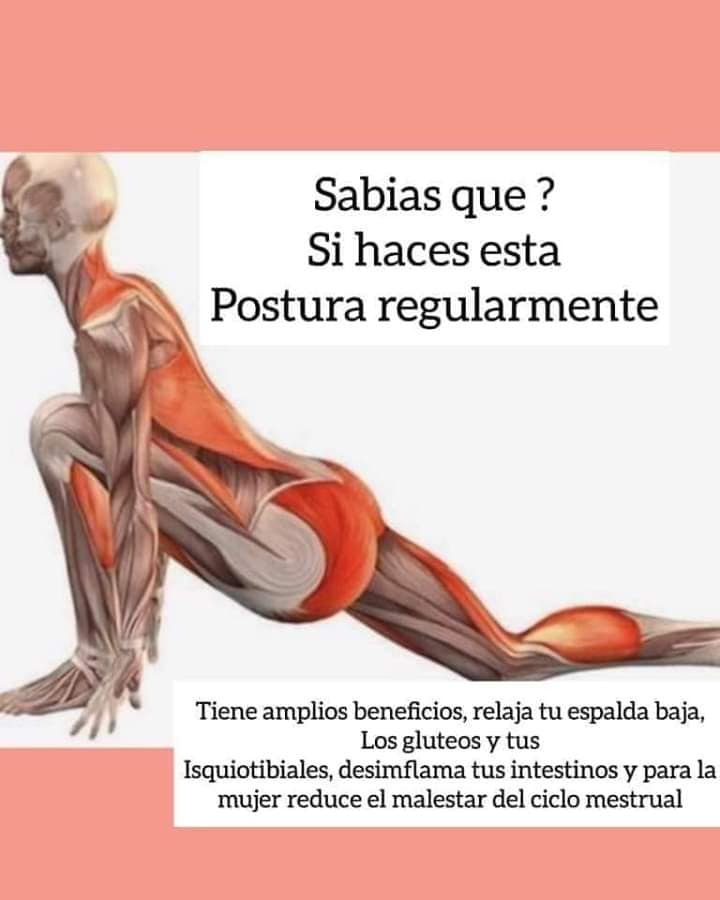 Sabias que ?
Si haces esta
Postura regularmente
Tiene amplios beneficios, relaja tu espalda baja,
Los gluteos y tus
Isquiotibiales, desimflama tus intestinos y para la
mujer reduce el malestar del ciclo mestrual